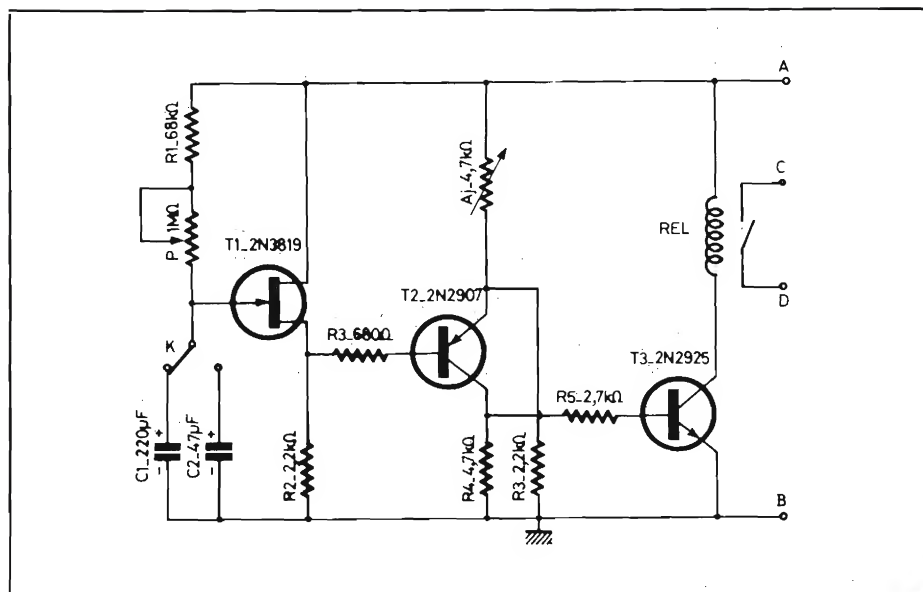 A
R1_68kΩ
Aj_4,7kΩ
C
REL
P 1MΩ
T1_2N3819
D
T2_2N2907
R3_680Ω
T3_2N2925
K
R5_2,7kΩ
C1_220µF
+
-
C2_47µF
+
-
R2_2,2kΩ
R4_4,7kΩ
R3_2,2kΩ
B